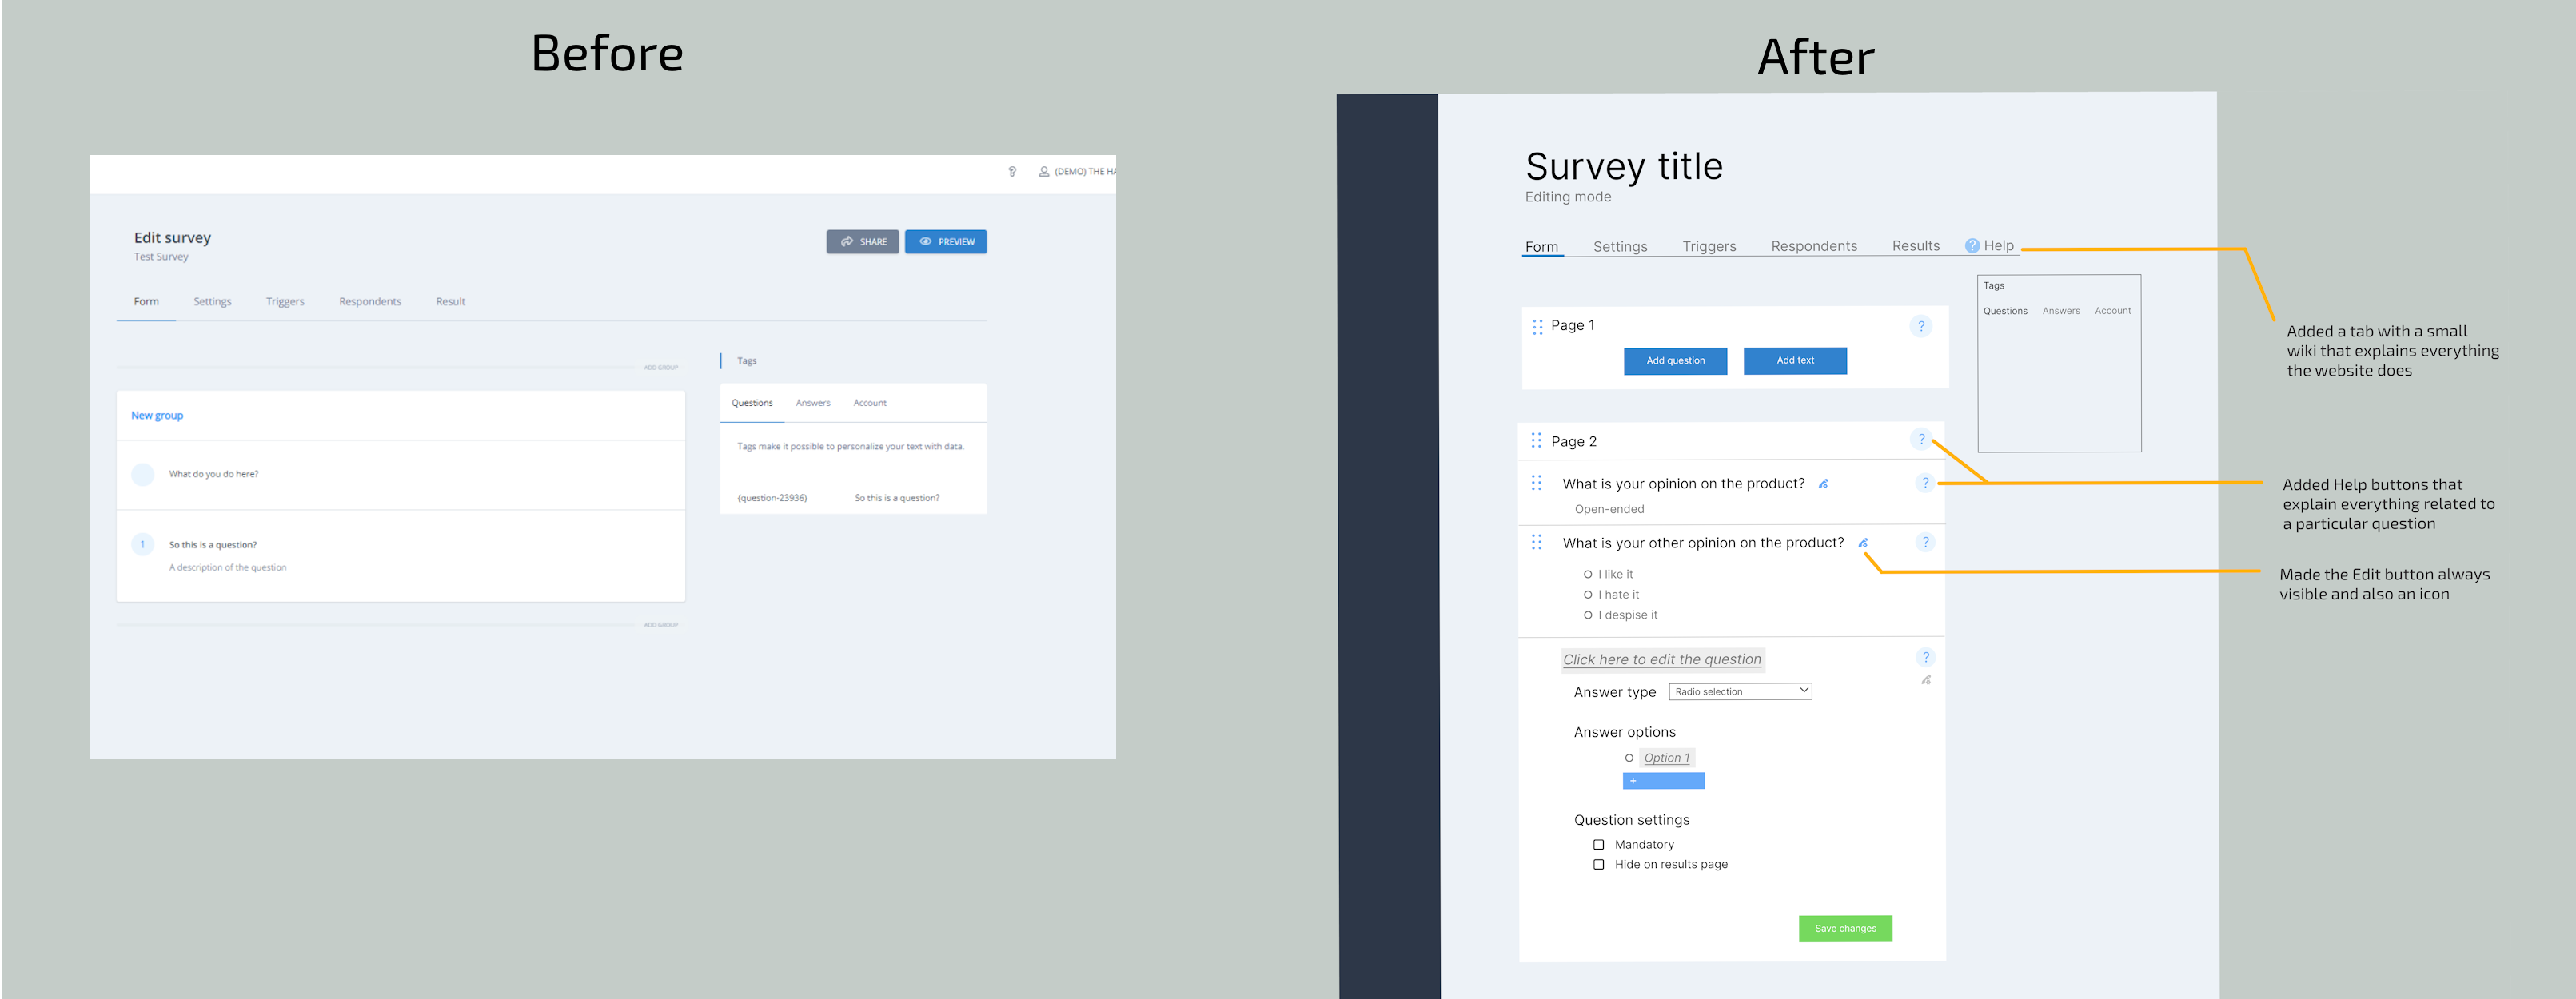 Before
(DEMO) THE HA
Edit survey
Test Survey
SHARE
PREVIEW
Form Settings Triggers Respondents Result
ADD GROUP
New group
What do you do here?
1
So this is a question?
A description of the question
ADD GROUP
Tags
Questions Answers Account
Tags make it possible to personalize your text with data.
{question-23936} So this is a question?
After
Survey title
Editing mode
Form Settings Triggers Respondents Results ? Help
Page 1
?
Add question
Add text
Tags
Questions Answers Account
Page 2
?
What is your opinion on the product?
?
Open-ended
What is your other opinion on the product?
?
I like it
I hate it
I despise it
Click here to edit the question
?
Answer type
Radio selection
Answer options
Option 1
+
Question settings
Mandatory
Hide on results page
Save changes
Added a tab with a small
wiki that explains everything
the website does
Added Help buttons that
explain everything related to
a particular question
Made the Edit button always
visible and also an icon